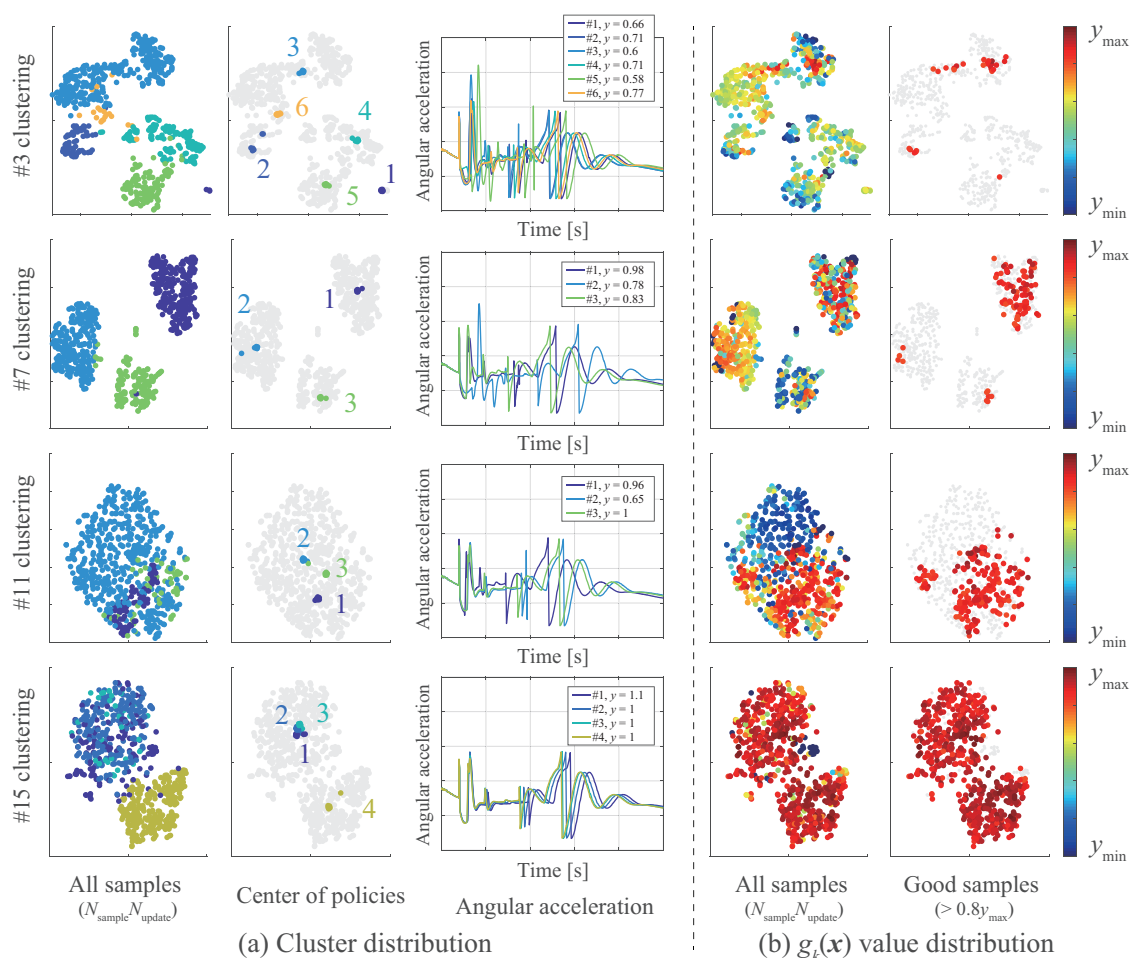 #3 clustering
3
6
4
2
1
5
Angular acceleration
#1, y = 0.66
#2, y = 0.71
#3, y = 0.6
#4, y = 0.71
#5, y = 0.58
#6, y = 0.77
Time [s]
y_max
y_min
#7 clustering
1
2
3
Angular acceleration
#1, y = 0.98
#2, y = 0.78
#3, y = 0.83
Time [s]
y_max
y_min
#11 clustering
2
3
1
Angular acceleration
#1, y = 0.96
#2, y = 0.65
#3, y = 1
Time [s]
y_max
y_min
#15 clustering
2
3
1
4
Angular acceleration
#1, y = 1.1
#2, y = 1
#3, y = 1
#4, y = 1
Time [s]
y_max
y_min
All samples
(N_sample N_update)
Center of policies
Angular acceleration
All samples
(N_sample N_update)
Good samples
(> 0.8y_max)
(a) Cluster distribution
(b) g_k(x) value distribution